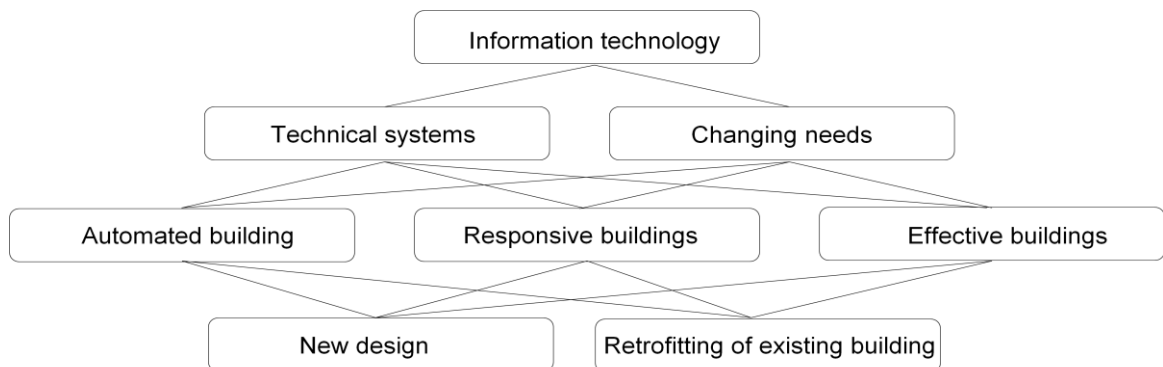 Information technology
Technical systems
Changing needs
Automated building
Responsive buildings
Effective buildings
New design
Retrofitting of existing building